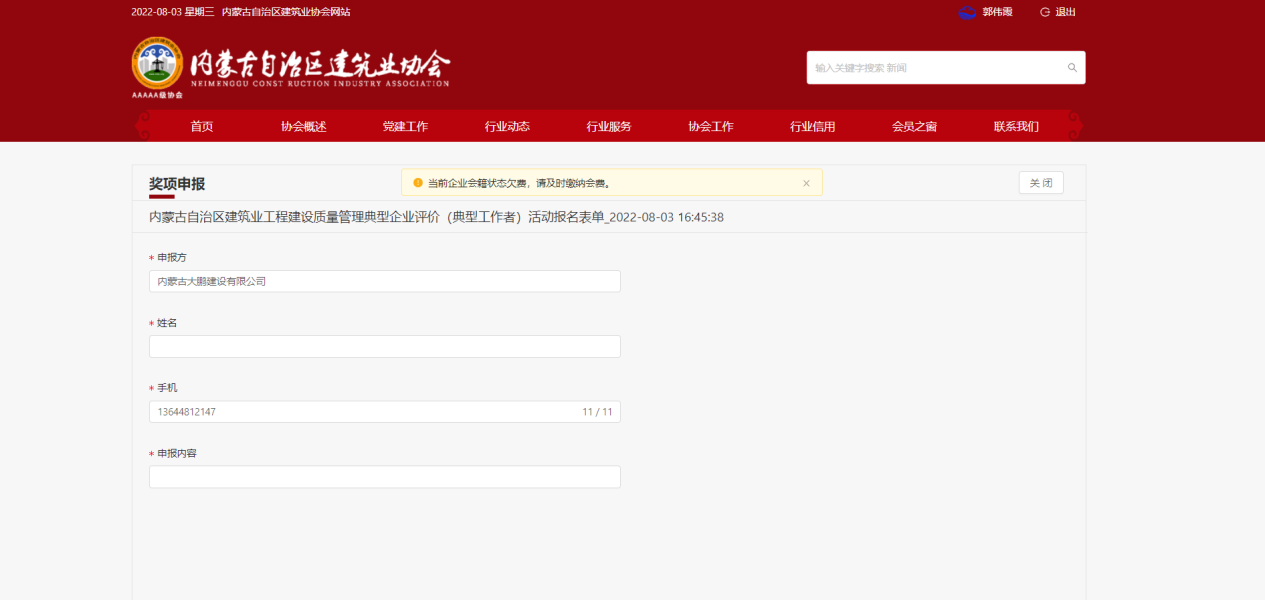 2022-08-03 星期三 内蒙古自治区建筑业协会网站
郭伟霞 退出
内蒙古自治区建筑业协会
NEIMENGGU CONST RUCTION INDUSTRY ASSOCIATION
AAAAA级协会
输入关键字搜索 新闻
首页 协会概述 党建工作 行业动态 行业服务 协会工作 行业信用 会员之窗 联系我们
奖项申报
当前企业会籍状态欠费，请及时缴纳会费。
关 闭
内蒙古自治区建筑业工程建设质量管理典型企业评价（典型工作者）活动报名表单_2022-08-03 16:45:38
* 申报方
内蒙古大鹏建设有限公司
* 姓名
* 手机
13644812147 11 / 11
* 申报内容